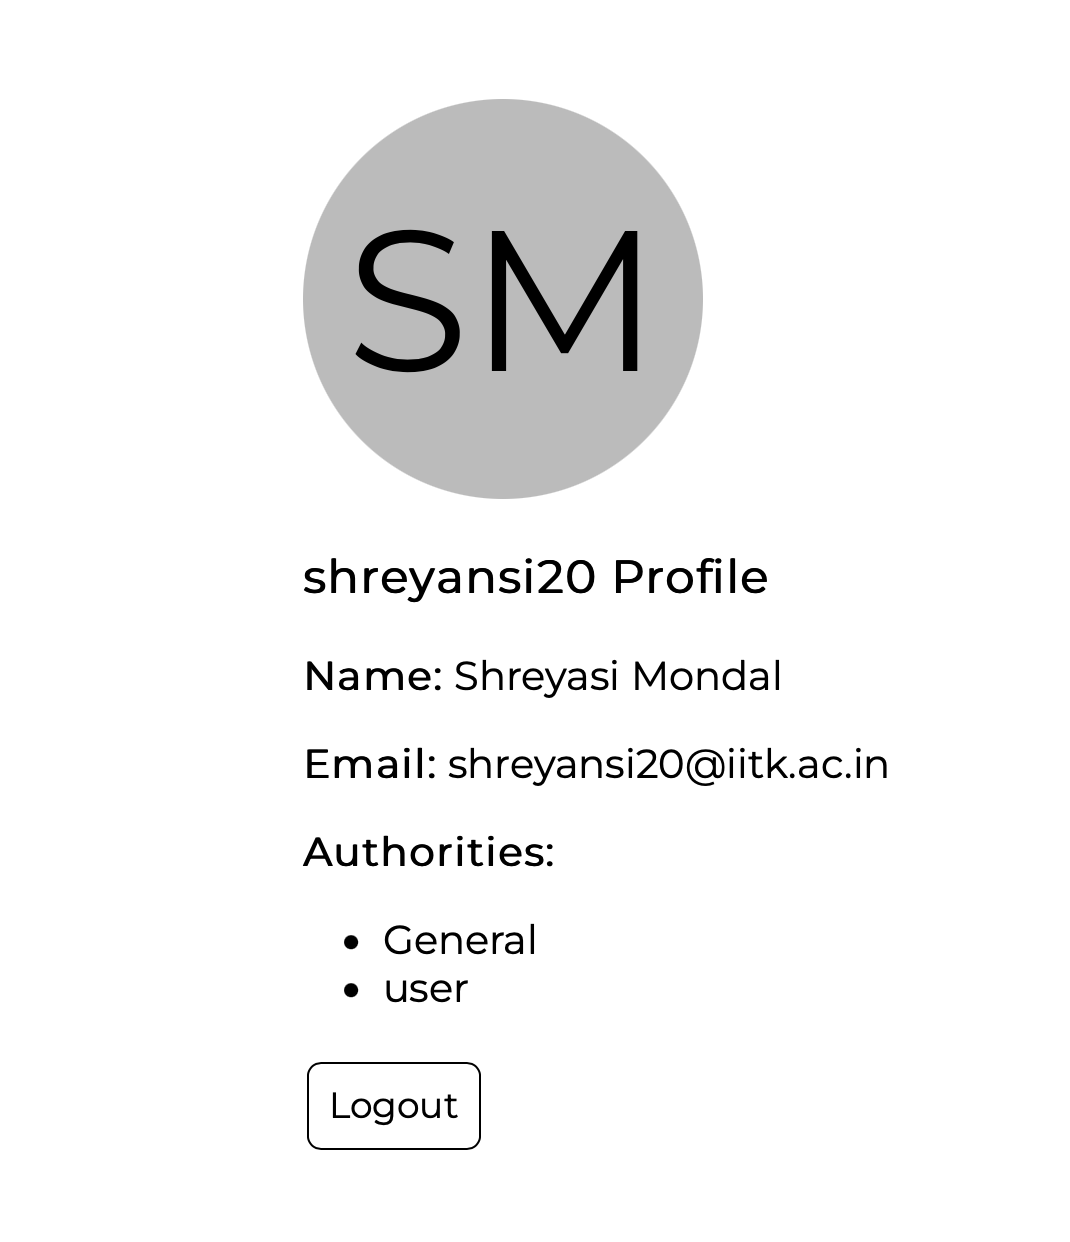 SM
shreyansi20 Profile
Name: Shreyasi Mondal
Email: shreyansi20@iitk.ac.in
Authorities:
• General
• user
Logout